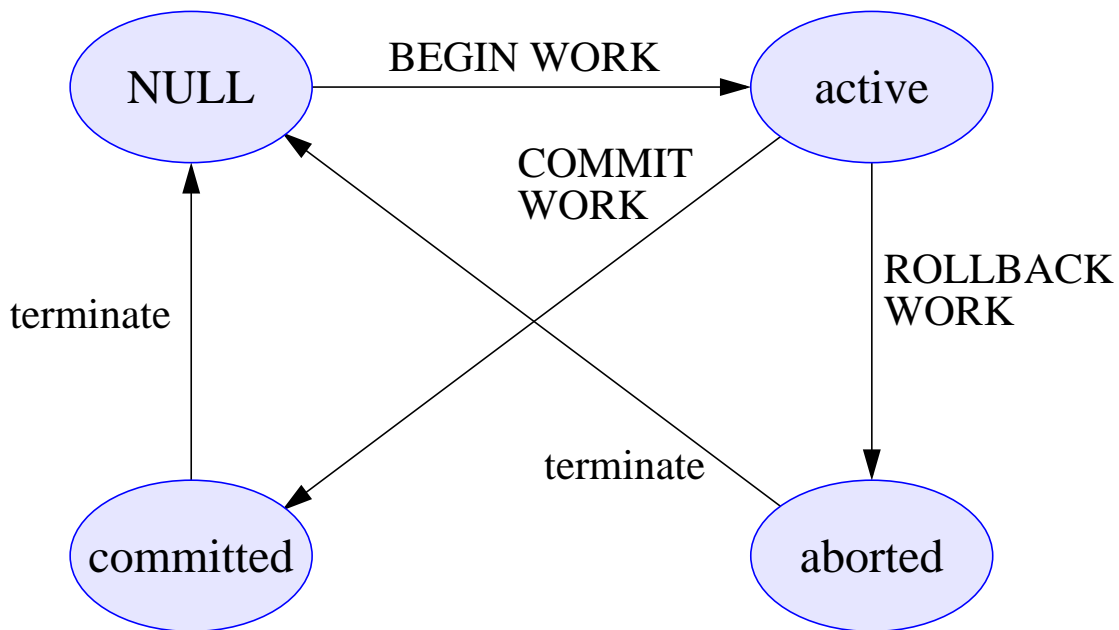 BEGIN WORK
NULL
active
COMMIT
WORK
ROLLBACK
WORK
terminate
terminate
committed
aborted